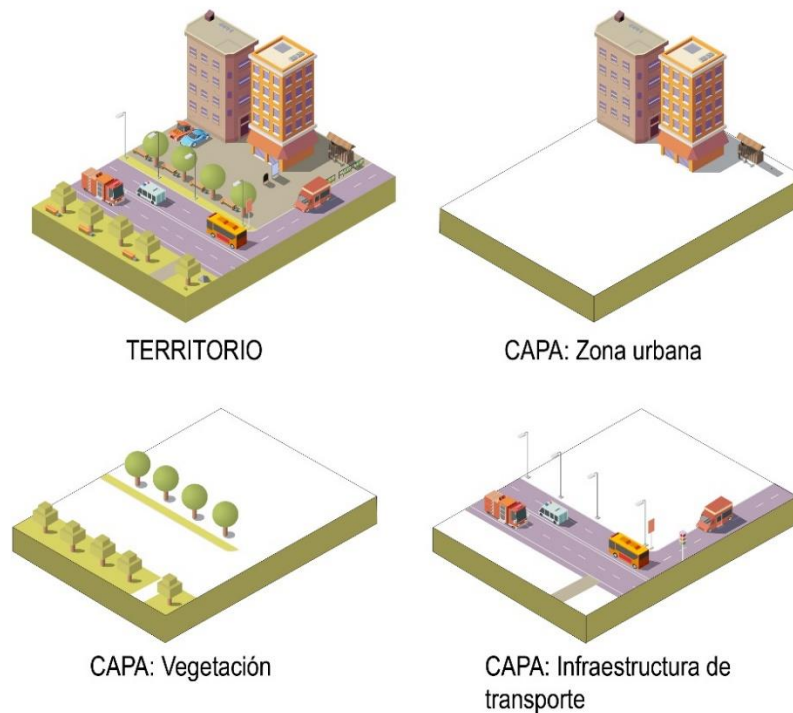 TERRITORIO
CAPA: Zona urbana
CAPA: Vegetación
CAPA: Infraestructura de
transporte